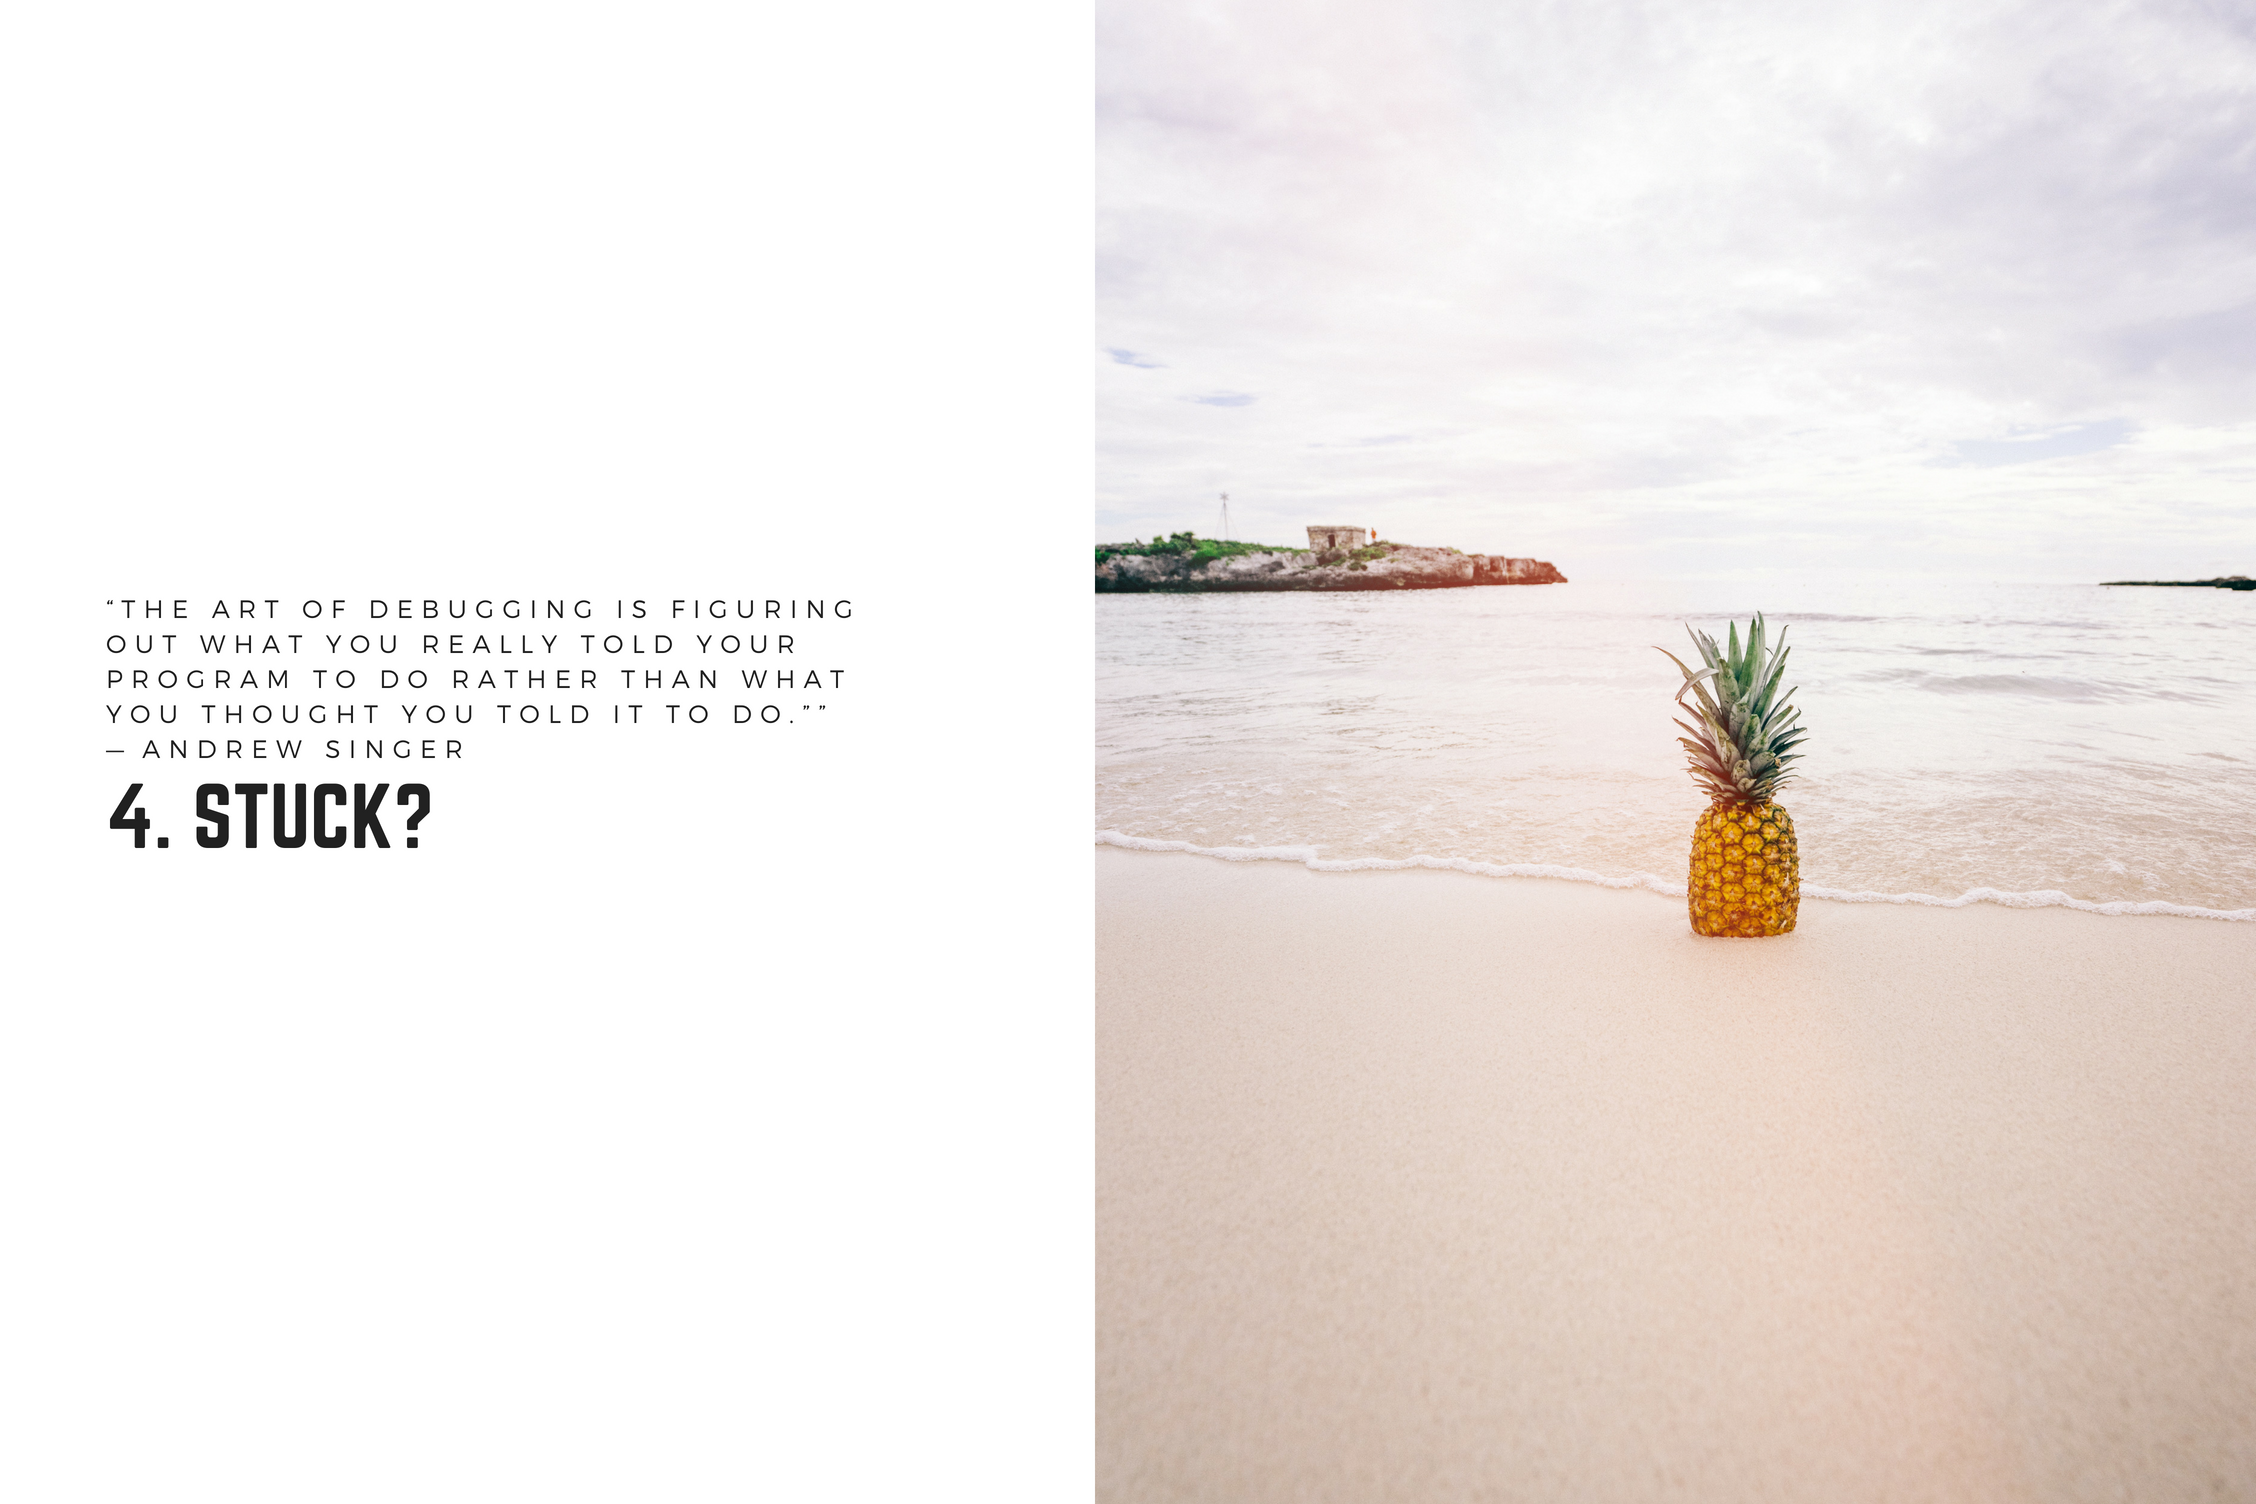 “THE ART OF DEBUGGING IS FIGURING
OUT WHAT YOU REALLY TOLD YOUR
PROGRAM TO DO RATHER THAN WHAT
YOU THOUGHT YOU TOLD IT TO DO.””
— ANDREW SINGER
4. STUCK?